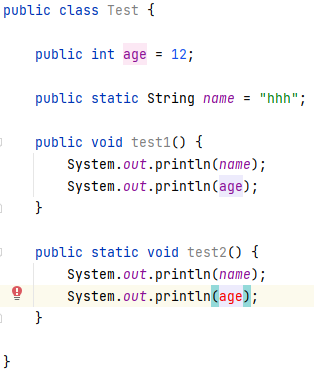 public class Test {
public int age = 12;
public static String name = "hhh";
public void test1() {
System.out.println(name);
System.out.println(age);
}
public static void test2() {
System.out.println(name);
System.out.println(age);
}
}